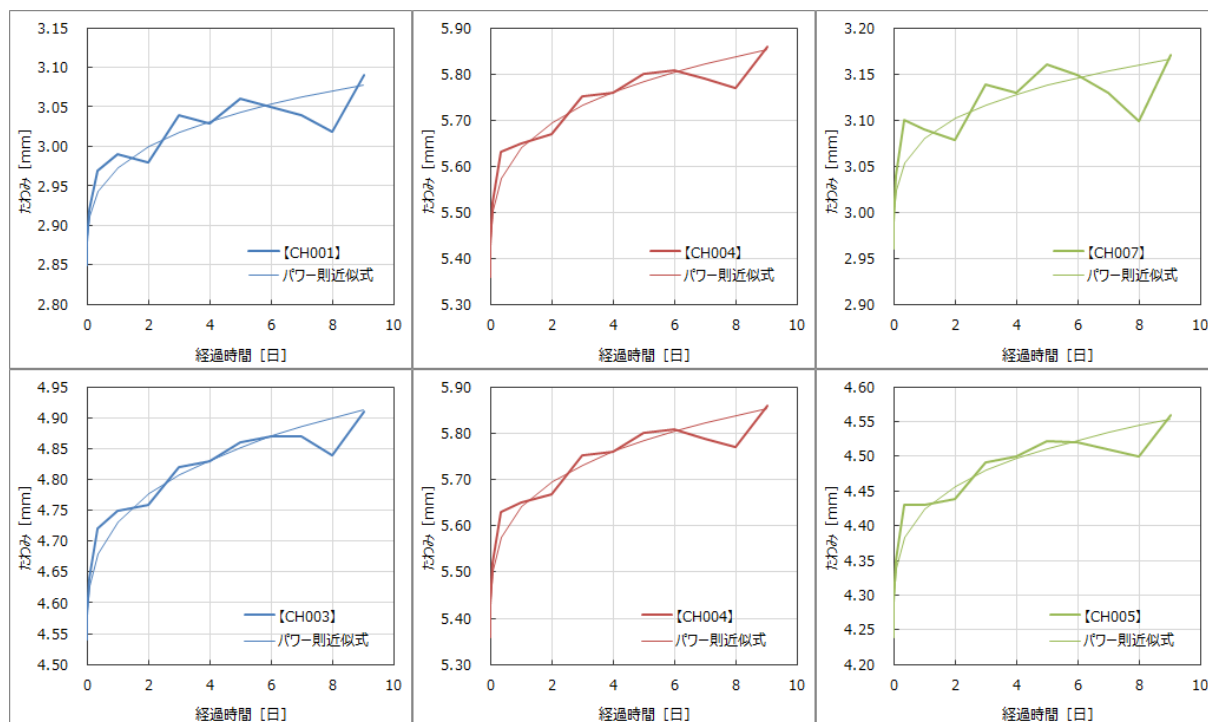 3.15
3.10
3.05
3.00
2.95
2.90
2.85
2.80
たわみ [mm]
【CH001】
パワー則近似式
0 2 4 6 8 10
経過時間 [日]
5.90
5.80
5.70
5.60
5.50
5.40
5.30
たわみ [mm]
【CH004】
パワー則近似式
0 2 4 6 8 10
経過時間 [日]
3.20
3.15
3.10
3.05
3.00
2.95
2.90
たわみ [mm]
【CH007】
パワー則近似式
0 2 4 6 8 10
経過時間 [日]
4.95
4.90
4.85
4.80
4.75
4.70
4.65
4.60
4.55
4.50
たわみ [mm]
【CH003】
パワー則近似式
0 2 4 6 8 10
経過時間 [日]
5.90
5.80
5.70
5.60
5.50
5.40
5.30
たわみ [mm]
【CH004】
パワー則近似式
0 2 4 6 8 10
経過時間 [日]
4.60
4.55
4.50
4.45
4.40
4.35
4.30
4.25
4.20
たわみ [mm]
【CH005】
パワー則近似式
0 2 4 6 8 10
経過時間 [日]